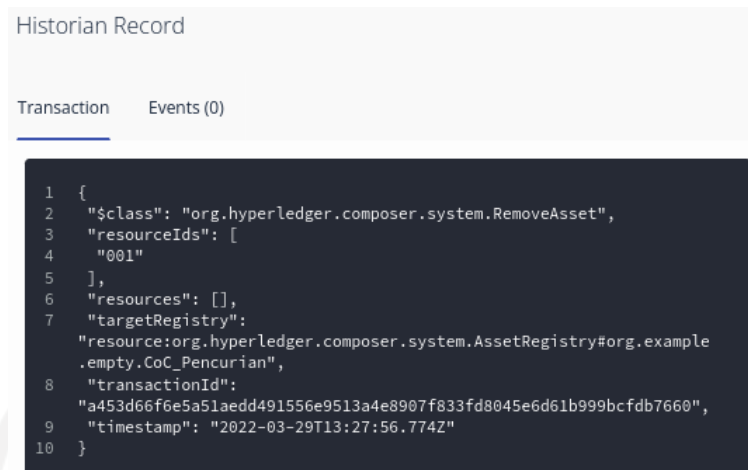 Historian Record
Transaction Events (0)
1 {
2 "$class": "org.hyperledger.composer.system.RemoveAsset",
3 "resourceIds": [
4 "001"
5 ],
6 "resources": [],
7 "targetRegistry":
"resource:org.hyperledger.composer.system.AssetRegistry#org.example
.empty.CoC_Pencurian",
8 "transactionId":
"a453d66f6e5a51aedd491556e9513a4e8907f833fd8045e6d61b999bcfdb7660",
9 "timestamp": "2022-03-29T13:27:56.774Z"
10 }